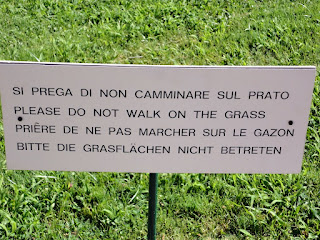 SI PREGA DI NON CAMMINARE SUL PRATO
PLEASE DO NOT WALK ON THE GRASS
PRIÈRE DE NE PAS MARCHER SUR LE GAZON
BITTE DIE GRASFLÄCHEN NICHT BETRETEN